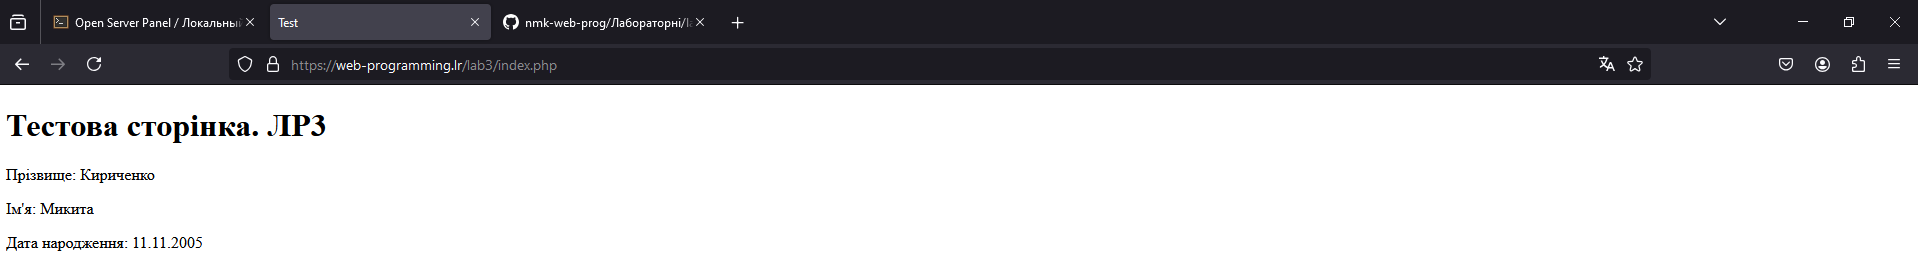 Open Server Panel / Локальный
Test
nmk-web-prog/Лабораторні/
https://web-programming.lr/lab3/index.php
Тестова сторінка. ЛР3
Прізвище: Кириченко
Ім'я: Микита
Дата народження: 11.11.2005